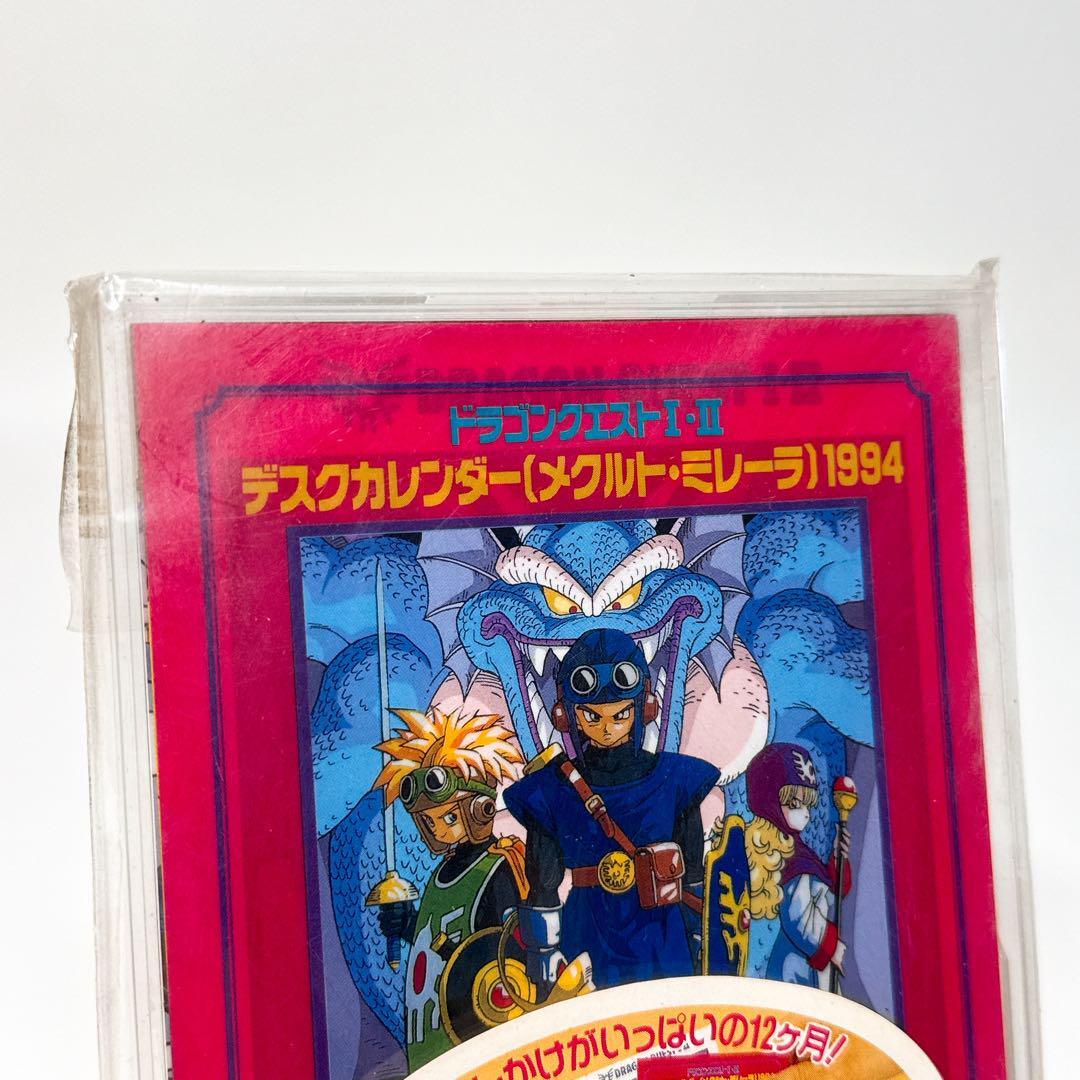 ドラゴンクエストI・II
デスクカレンダー(メクルト・ミレーラ)1994
かけがいっぱいの12ヶ月!